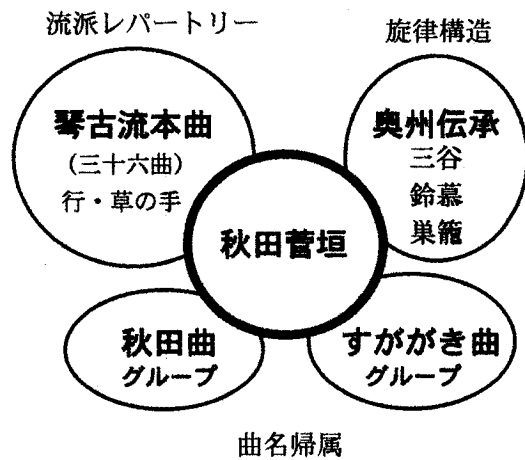 流派レパートリー
旋律構造
琴古流本曲
(三十六曲)
行・草の手
奥州伝承
三谷
鈴慕
巣籠
秋田菅垣
秋田曲
グループ
すががき曲
グループ
曲名帰属